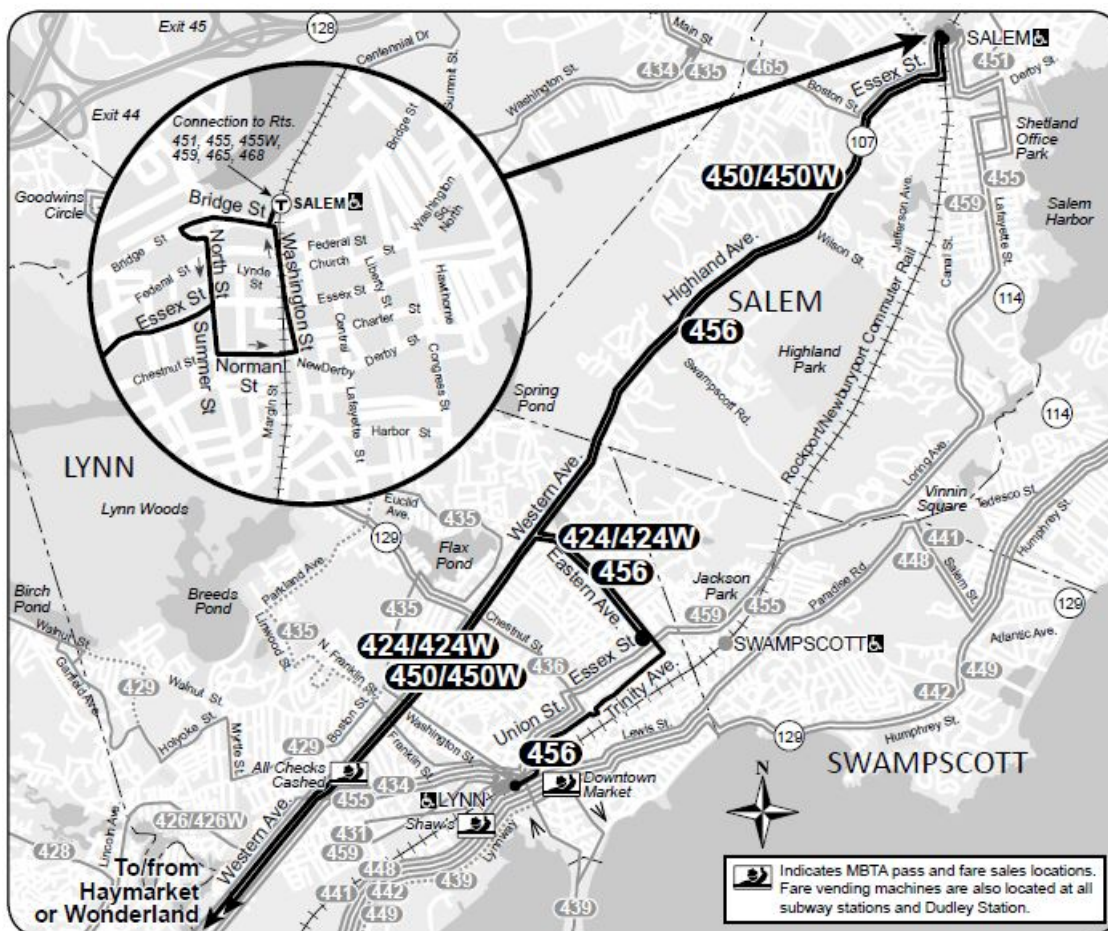 Exit 45
128
Centennial Dr
Summit St.
Main St.
434
435
465
SALEM
451
Derby St.
Essex St.
Boston St.
Washington St.
107
Exit 44
Connection to Rts.
451, 455, 455W,
459, 465, 468
Bridge St.
Shetland
Office
Park
Goodwins
Circle
Bridge St
T SALEM
Washington
Sq. North
450/450W
455
459
Lafayette St.
Salem
Harbor
Jefferson Ave.
Canal St.
Wilson St.
Bridge St
North St
Federal St
Church
Lynde
St
Washington St
Liberty St
Hawthorne
Federal St
Essex St
Essex St
Central
Charter St
Highland Ave.
SALEM
114
Summer St
Chestnut St
Norman
St
NewDerby
Derby St
Congress St
456
Highland
Park
Swampscott Rd.
Rockport/Newburyport Commuter Rail
Margin St
Lafayette
Harbor St
Spring
Pond
114
LYNN
Lynn Woods
Western Ave.
Loring Ave.
Vinnin
Square
Tedesco St.
Euclid
Ave.
435
129
Flax
Pond
424/424W
456
441
448
Humphrey St.
Birch
Pond
Breeds
Pond
Parkland Ave.
Eastern Ave.
Jackson
Park
Paradise Rd.
Salem St.
129
Walnut St.
Linwood St.
435
435
Chestnut St.
459
455
Atlantic Ave.
424/424W
450/450W
436
Essex St.
SWAMPSCOTT
N. Franklin St.
Garfield Ave.
429
Walnut St.
Holyoke St.
Myrtle St.
Boston St.
Washington St.
Union St.
Trinity Ave.
449
442
Lewis St.
129
Humphrey St.
429
Franklin St.
456
SWAMPSCOTT
All Checks
Cashed
434
455
LYNN
Downtown
Market
N
Shaw's
Lynnway
Lincoln Ave.
426/426W
428
Western Ave.
431
459
448
439
441
442
449
439
To/from
Haymarket
or Wonderland
Indicates MBTA pass and fare sales locations.
Fare vending machines are also located at all
subway stations and Dudley Station.